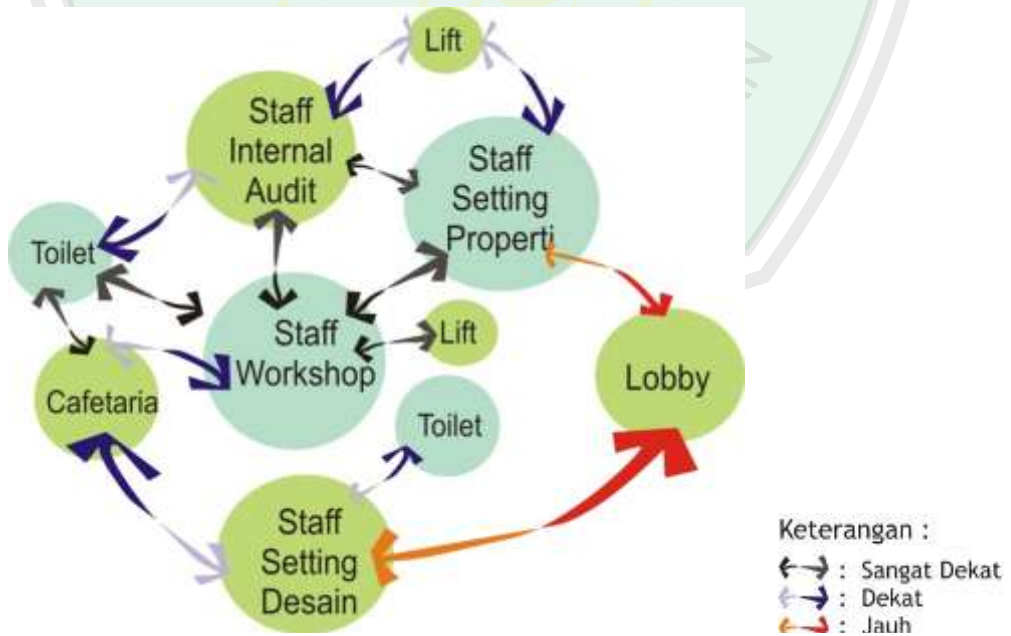 Lift
Staff
Internal
Audit
Staff
Setting
Properti
Toilet
Staff
Workshop
Lift
Lobby
Cafetaria
Toilet
Staff
Setting
Desain
Keterangan :
: Sangat Dekat
: Dekat
: Jauh